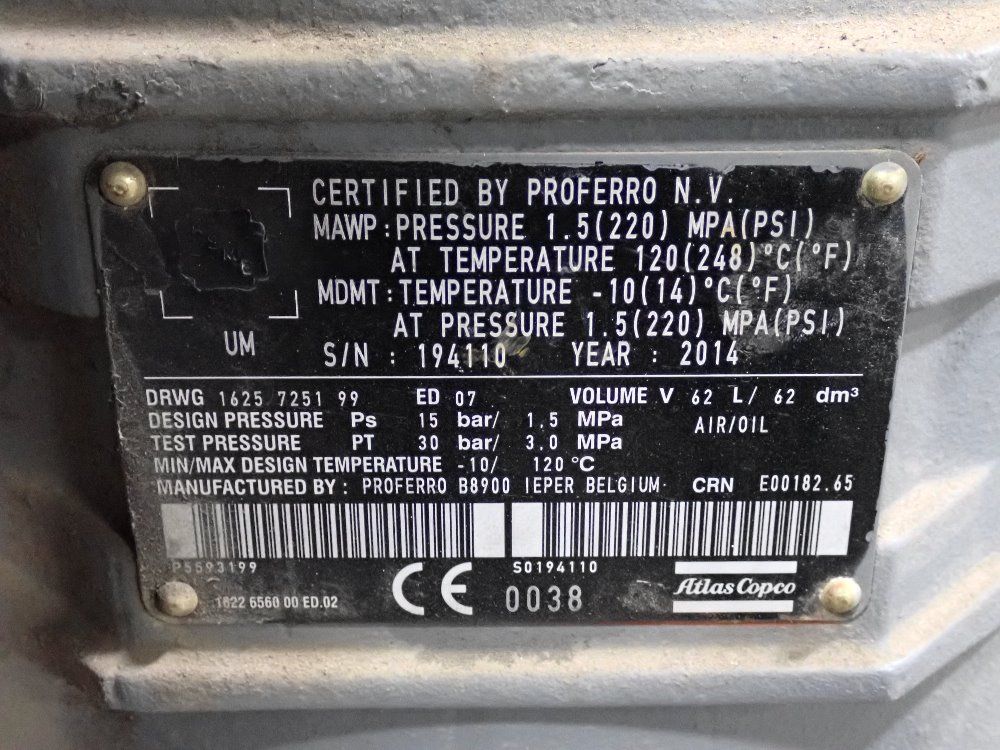 CERTIFIED BY PROFERRO N.V.
MAWP: PRESSURE 1.5(220) MPA(PSI)
AT TEMPERATURE 120(248)°C(°F)
MDMT: TEMPERATURE -10(14)°C(°F)
AT PRESSURE 1.5(220) MPA(PSI)
UM
S/N : 194110 YEAR : 2014
DRWG 1625 7251 99 ED 07 VOLUME V 62 L/ 62 dm³
DESIGN PRESSURE Ps 15 bar/ 1,5 MPa AIR/OIL
TEST PRESSURE PT 30 bar/ 3,0 MPa
MIN/MAX DESIGN TEMPERATURE -10/ 120 °C
MANUFACTURED BY : PROFERRO B8900 IEPER BELGIUM CRN E00182.65
P5593199 S0194110
1622 6560 00 ED.02 CE 0038 Atlas Copco